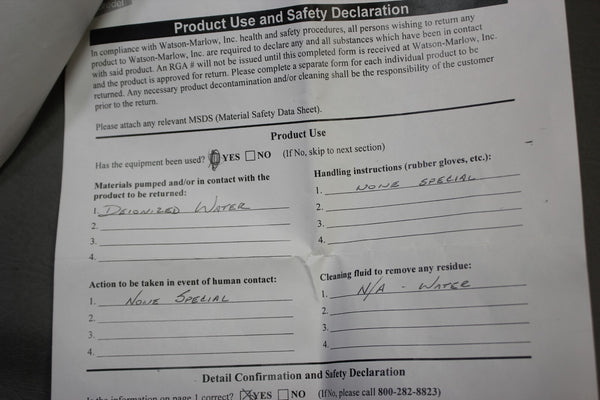 Product Use and Safety Declaration
In compliance with Watson-Marlow, Inc. health and safety procedures, all persons wishing to return any
product to Watson-Marlow, Inc. are required to declare any and all substances which have been in contact
with said product. An RGA # will not be issued until this completed form is received at Watson-Marlow, Inc.
and the product is approved for return. Please complete a separate form for each individual product to be
returned. Any necessary product decontamination and/or cleaning shall be the responsibility of the customer
prior to the return.
Please attach any relevant MSDS (Material Safety Data Sheet).
Product Use
Has the equipment been used? YES NO (If No, skip to next section)
Materials pumped and/or in contact with the
product to be returned:
1. DEIONIZED WATER
2.
3.
4.
Handling instructions (rubber gloves, etc.):
1. NONE SPECIAL
2.
3.
4.
Action to be taken in event of human contact:
1. NONE SPECIAL
2.
3.
4.
Cleaning fluid to remove any residue:
1. N/A - WATER
2.
3.
4.
Detail Confirmation and Safety Declaration
Is the information on page 1 correct? YES NO (If No, please call 800-282-8823)